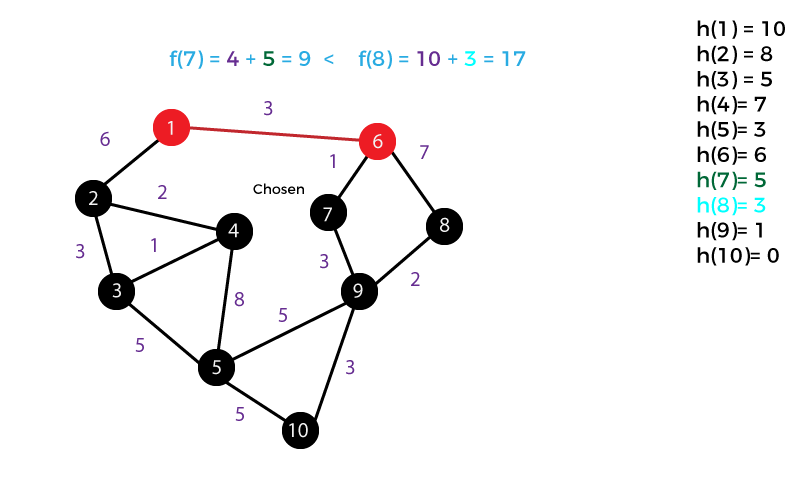 f(7) = 4 + 5 = 9 < f(8) = 10 + 3 = 17
h(1) = 10
h(2) = 8
h(3) = 5
h(4)= 7
h(5)= 3
h(6)= 6
h(7)= 5
h(8)= 3
h(9)= 1
h(10)= 0
3
1
6
6
1
7
2
2
Chosen
7
8
4
3
1
3
2
3
9
8
5
5
5
3
5
10